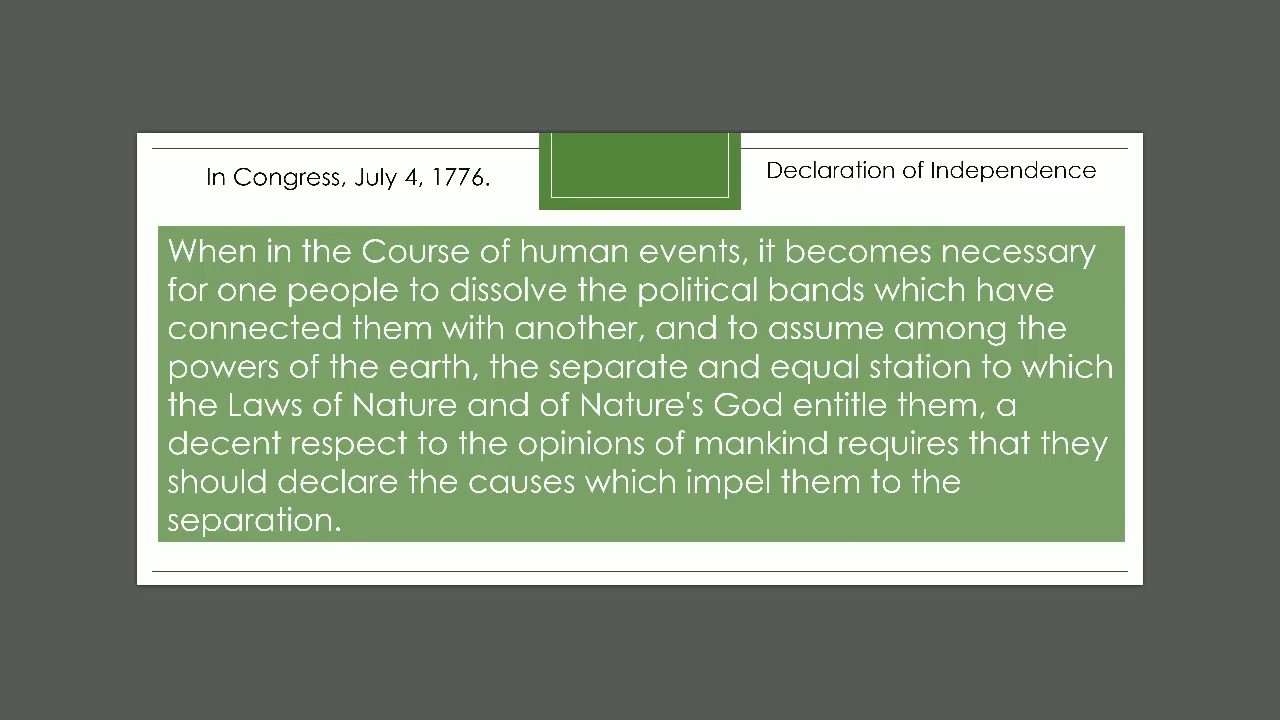 In Congress, July 4, 1776.
Declaration of Independence
When in the Course of human events, it becomes necessary
for one people to dissolve the political bands which have
connected them with another, and to assume among the
powers of the earth, the separate and equal station to which
the Laws of Nature and of Nature's God entitle them, a
decent respect to the opinions of mankind requires that they
should declare the causes which impel them to the
separation.